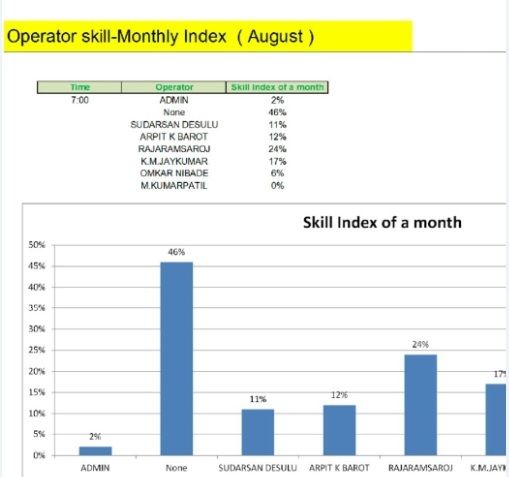 Operator skill-Monthly Index ( August )
Time Operator Skill Index of a month
7:00 ADMIN 2%
None 46%
SUDARSAN DESULU 11%
ARPIT K BAROT 12%
RAJARAMSAROJ 24%
K.M.JAYKUMAR 17%
OMKAR NIBADE 6%
M.KUMARPATIL 0%
Skill Index of a month
50%
45%
40%
35%
30%
25%
20%
15%
10%
5%
0%
2%
46%
11%
12%
24%
17%
ADMIN None SUDARSAN DESULU ARPIT K BAROT RAJARAMSAROJ K.M.JAY